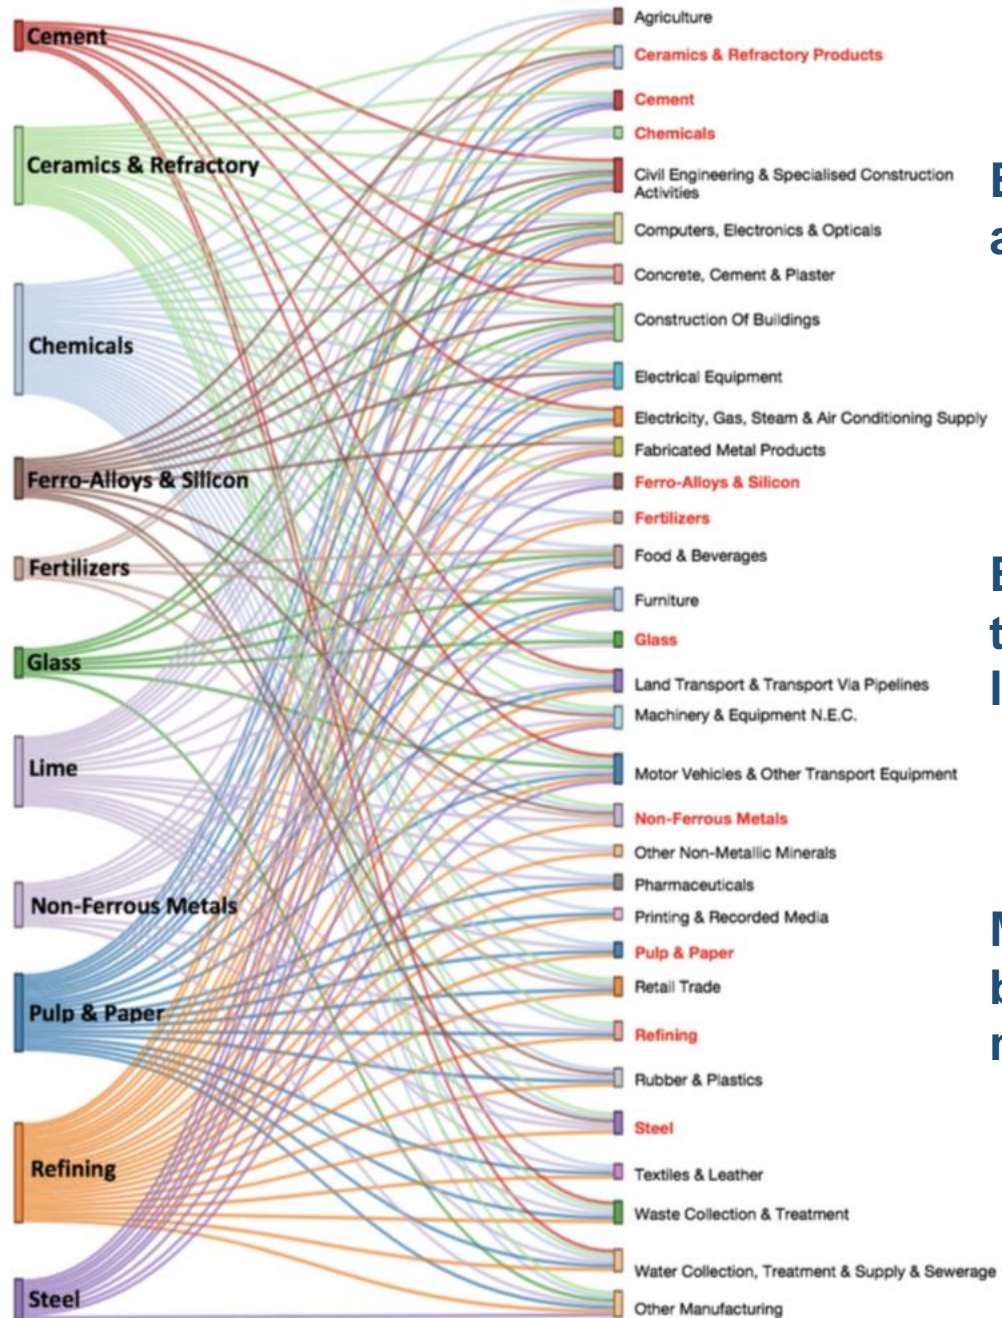 Cement
Ceramics & Refractory
Chemicals
Ferro-Alloys & Silicon
Fertilizers
Glass
Lime
Non-Ferrous Metals
Pulp & Paper
Refining
Steel
Agriculture
Ceramics & Refractory Products
Cement
Chemicals
Civil Engineering & Specialised Construction
Activities
Computers, Electronics & Opticals
Concrete, Cement & Plaster
Construction Of Buildings
Electrical Equipment
Electricity, Gas, Steam & Air Conditioning Supply
Fabricated Metal Products
Ferro-Alloys & Silicon
Fertilizers
Food & Beverages
Furniture
Glass
Land Transport & Transport Via Pipelines
Machinery & Equipment N.E.C.
Motor Vehicles & Other Transport Equipment
Non-Ferrous Metals
Other Non-Metallic Minerals
Pharmaceuticals
Printing & Recorded Media
Pulp & Paper
Retail Trade
Refining
Rubber & Plastics
Steel
Textiles & Leather
Waste Collection & Treatment
Water Collection, Treatment & Supply & Sewerage
Other Manufacturing